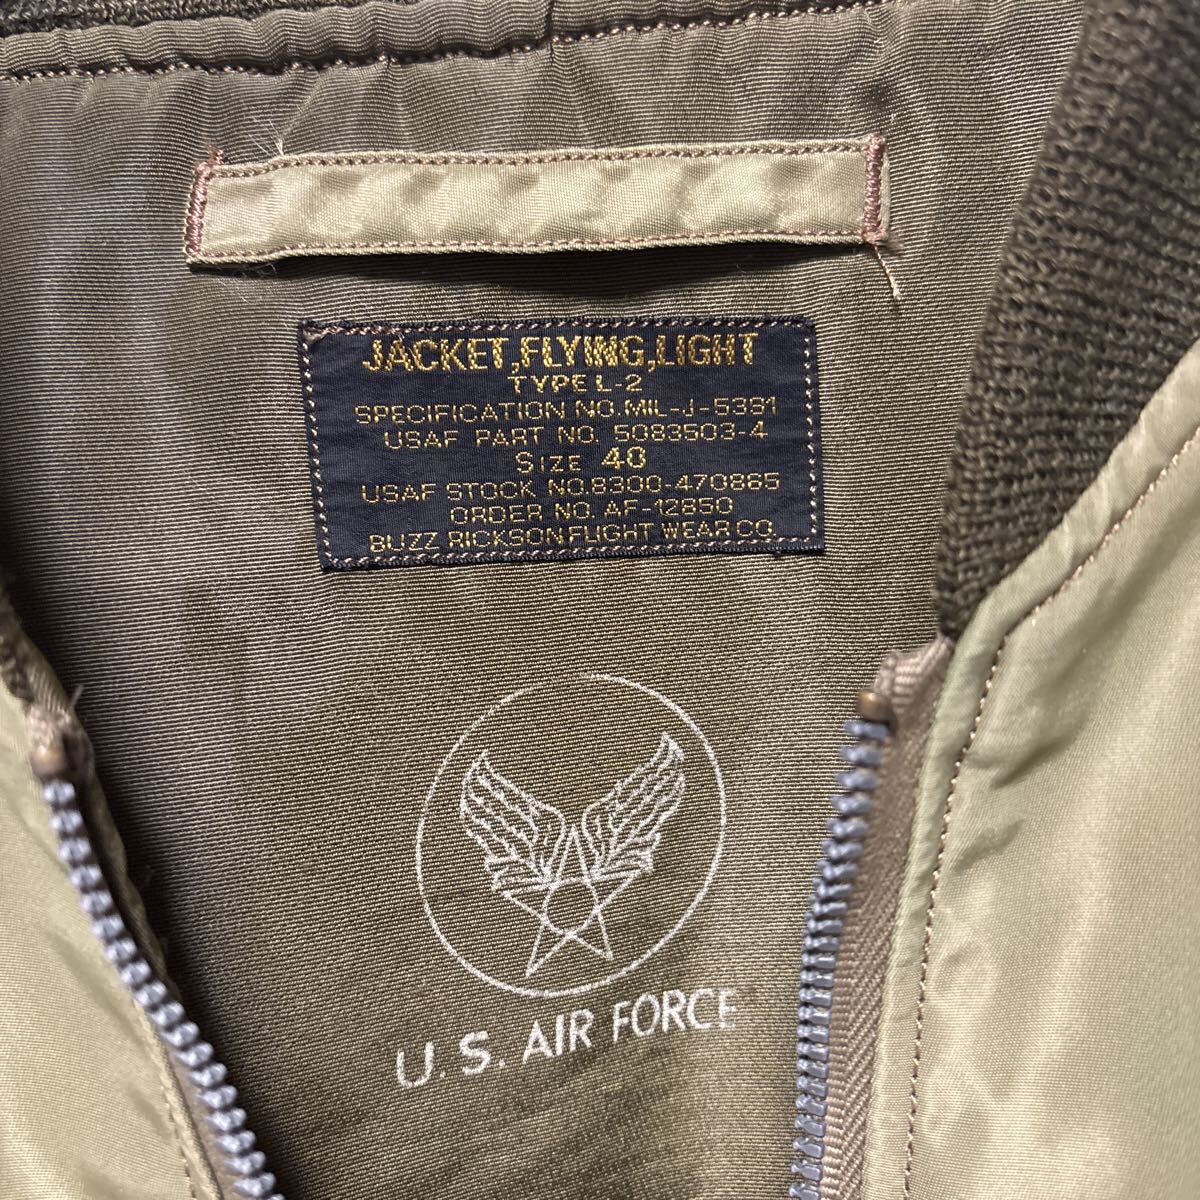 JACKET,FLYING,LIGHT
TYPE L-2
SPECIFICATION NO.MIL-J-5391
USAF PART NO. 5083503-4
SIZE 40
USAF STOCK NO.8300-470865
ORDER NO. AF-12850
BUZZ RICKSON FLIGHT WEAR CO.
U.S. AIR FORCE